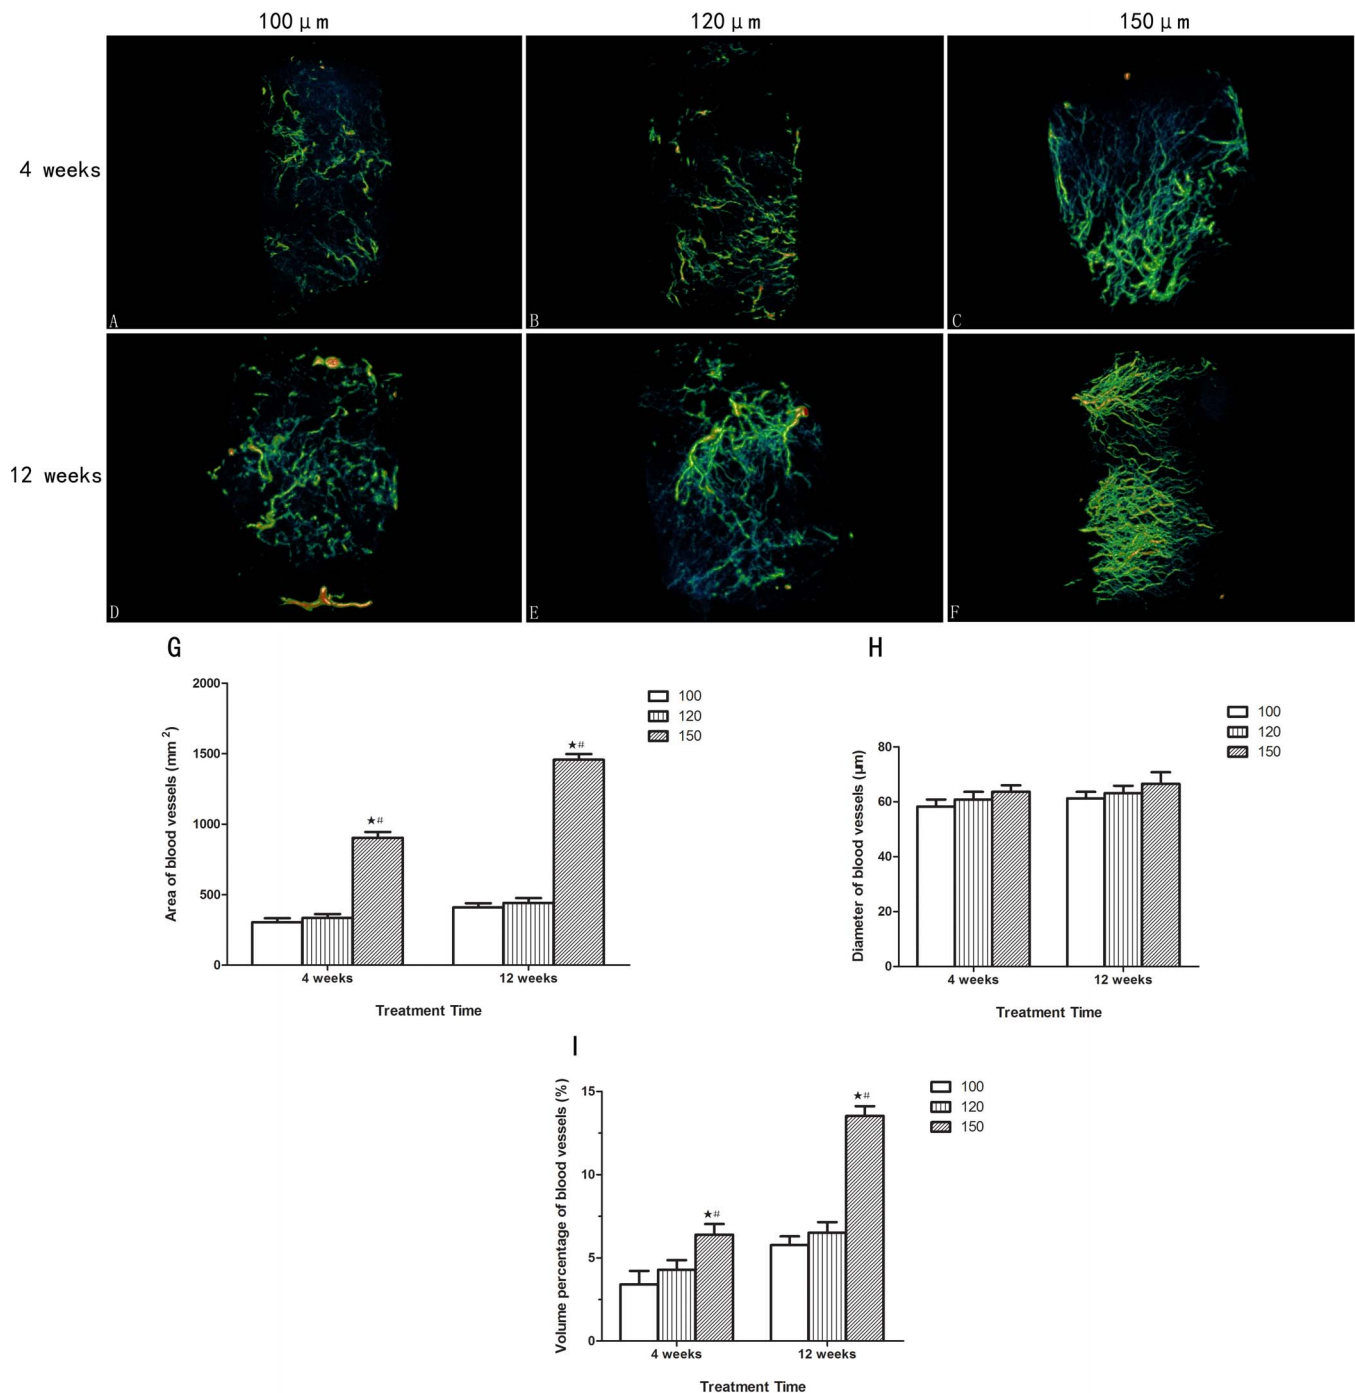 100 μm 120 μm 150 μm
4 weeks
A B C
12 weeks
D E F
G
2000
1500
1000
500
0
Area of blood vessels (mm 2)
★# ★#
100
120
150
4 weeks 12 weeks
Treatment Time
H
80
60
40
20
0
Diameter of blood vessels (μm)
100
120
150
4 weeks 12 weeks
Treatment Time
I
15
10
5
0
Volume percentage of blood vessels (%)
★# ★#
100
120
150
4 weeks 12 weeks
Treatment Time